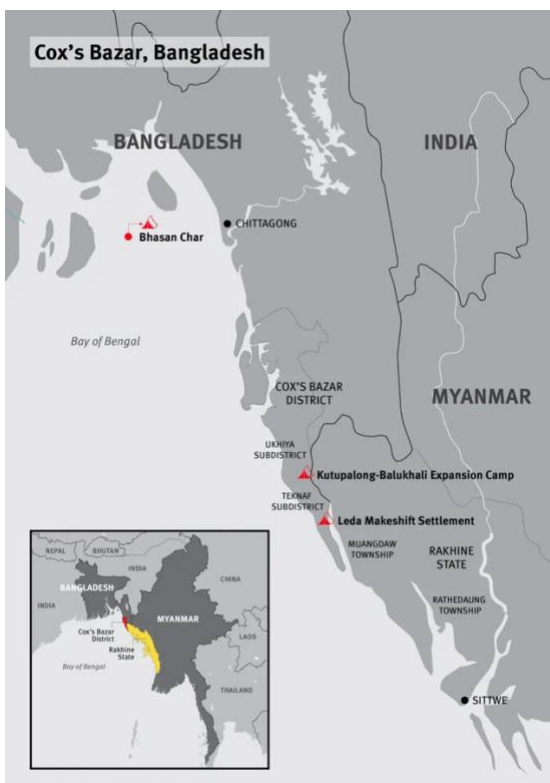 Cox's Bazar, Bangladesh
BANGLADESH
INDIA
CHITTAGONG
Bhasan Char
Bay of Bengal
COX'S BAZAR
DISTRICT
MYANMAR
UKHIYA
SUBDISTRICT
Kutupalong-Balukhali Expansion Camp
TEKNAF
SUBDISTRICT
Leda Makeshift Settlement
MUANGDAW
TOWNSHIP
RAKHINE
STATE
RATHEDAUNG
TOWNSHIP
SITTWE
NEPAL
BHUTAN
INDIA
CHINA
BANGLADESH
INDIA
MYANMAR
Cox's Bazar
District
Rakhine
State
LAOS
Bay of Bengal
THAILAND